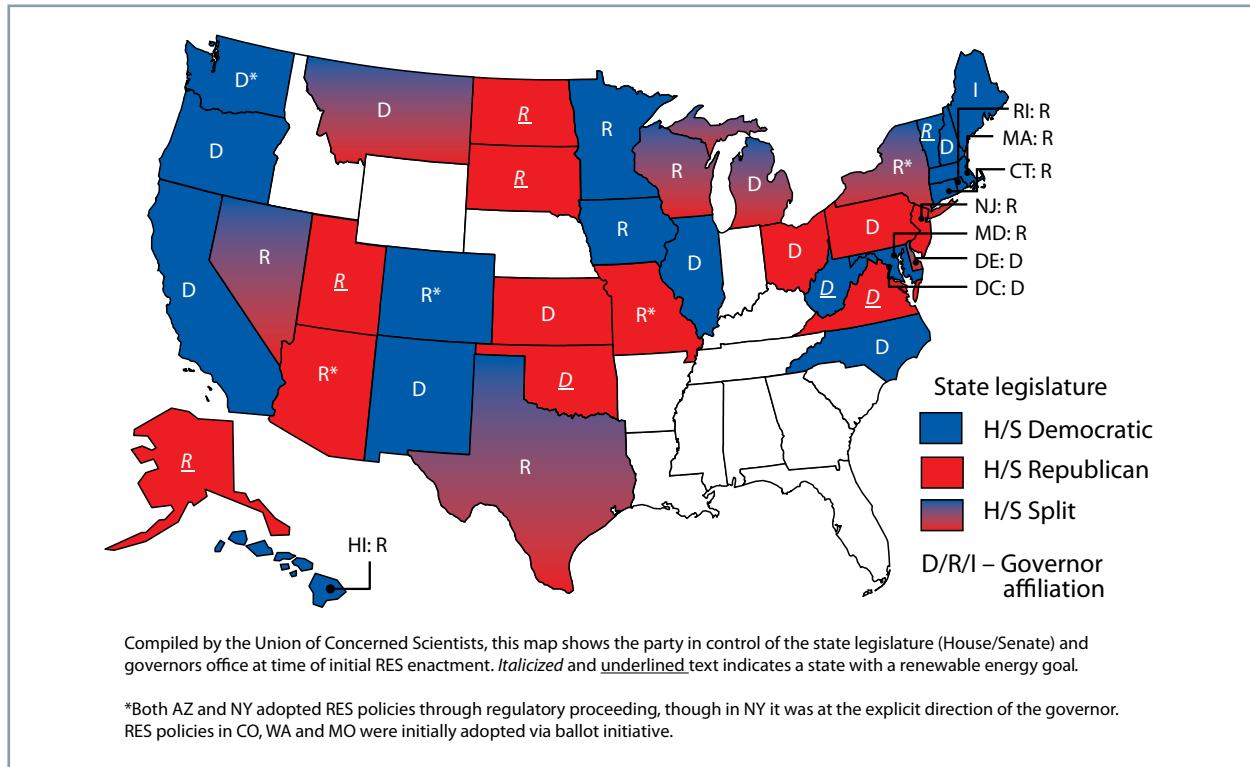 D*
D
R
R
I
RI: R
MA: R
CT: R
D
R
D
R*
R
R
D
NJ: R
MD: R
DE: D
DC: D
D
R
R
R*
R
D
D
D
D
D
D
R*
R*
D
D
D
R
State legislature
H/S Democratic
H/S Republican
H/S Split
D/R/I – Governor
affiliation
R
HI: R
Compiled by the Union of Concerned Scientists, this map shows the party in control of the state legislature (House/Senate) and
governors office at time of initial RES enactment. Italicized and underlined text indicates a state with a renewable energy goal.
*Both AZ and NY adopted RES policies through regulatory proceeding, though in NY it was at the explicit direction of the governor.
RES policies in CO, WA and MO were initially adopted via ballot initiative.